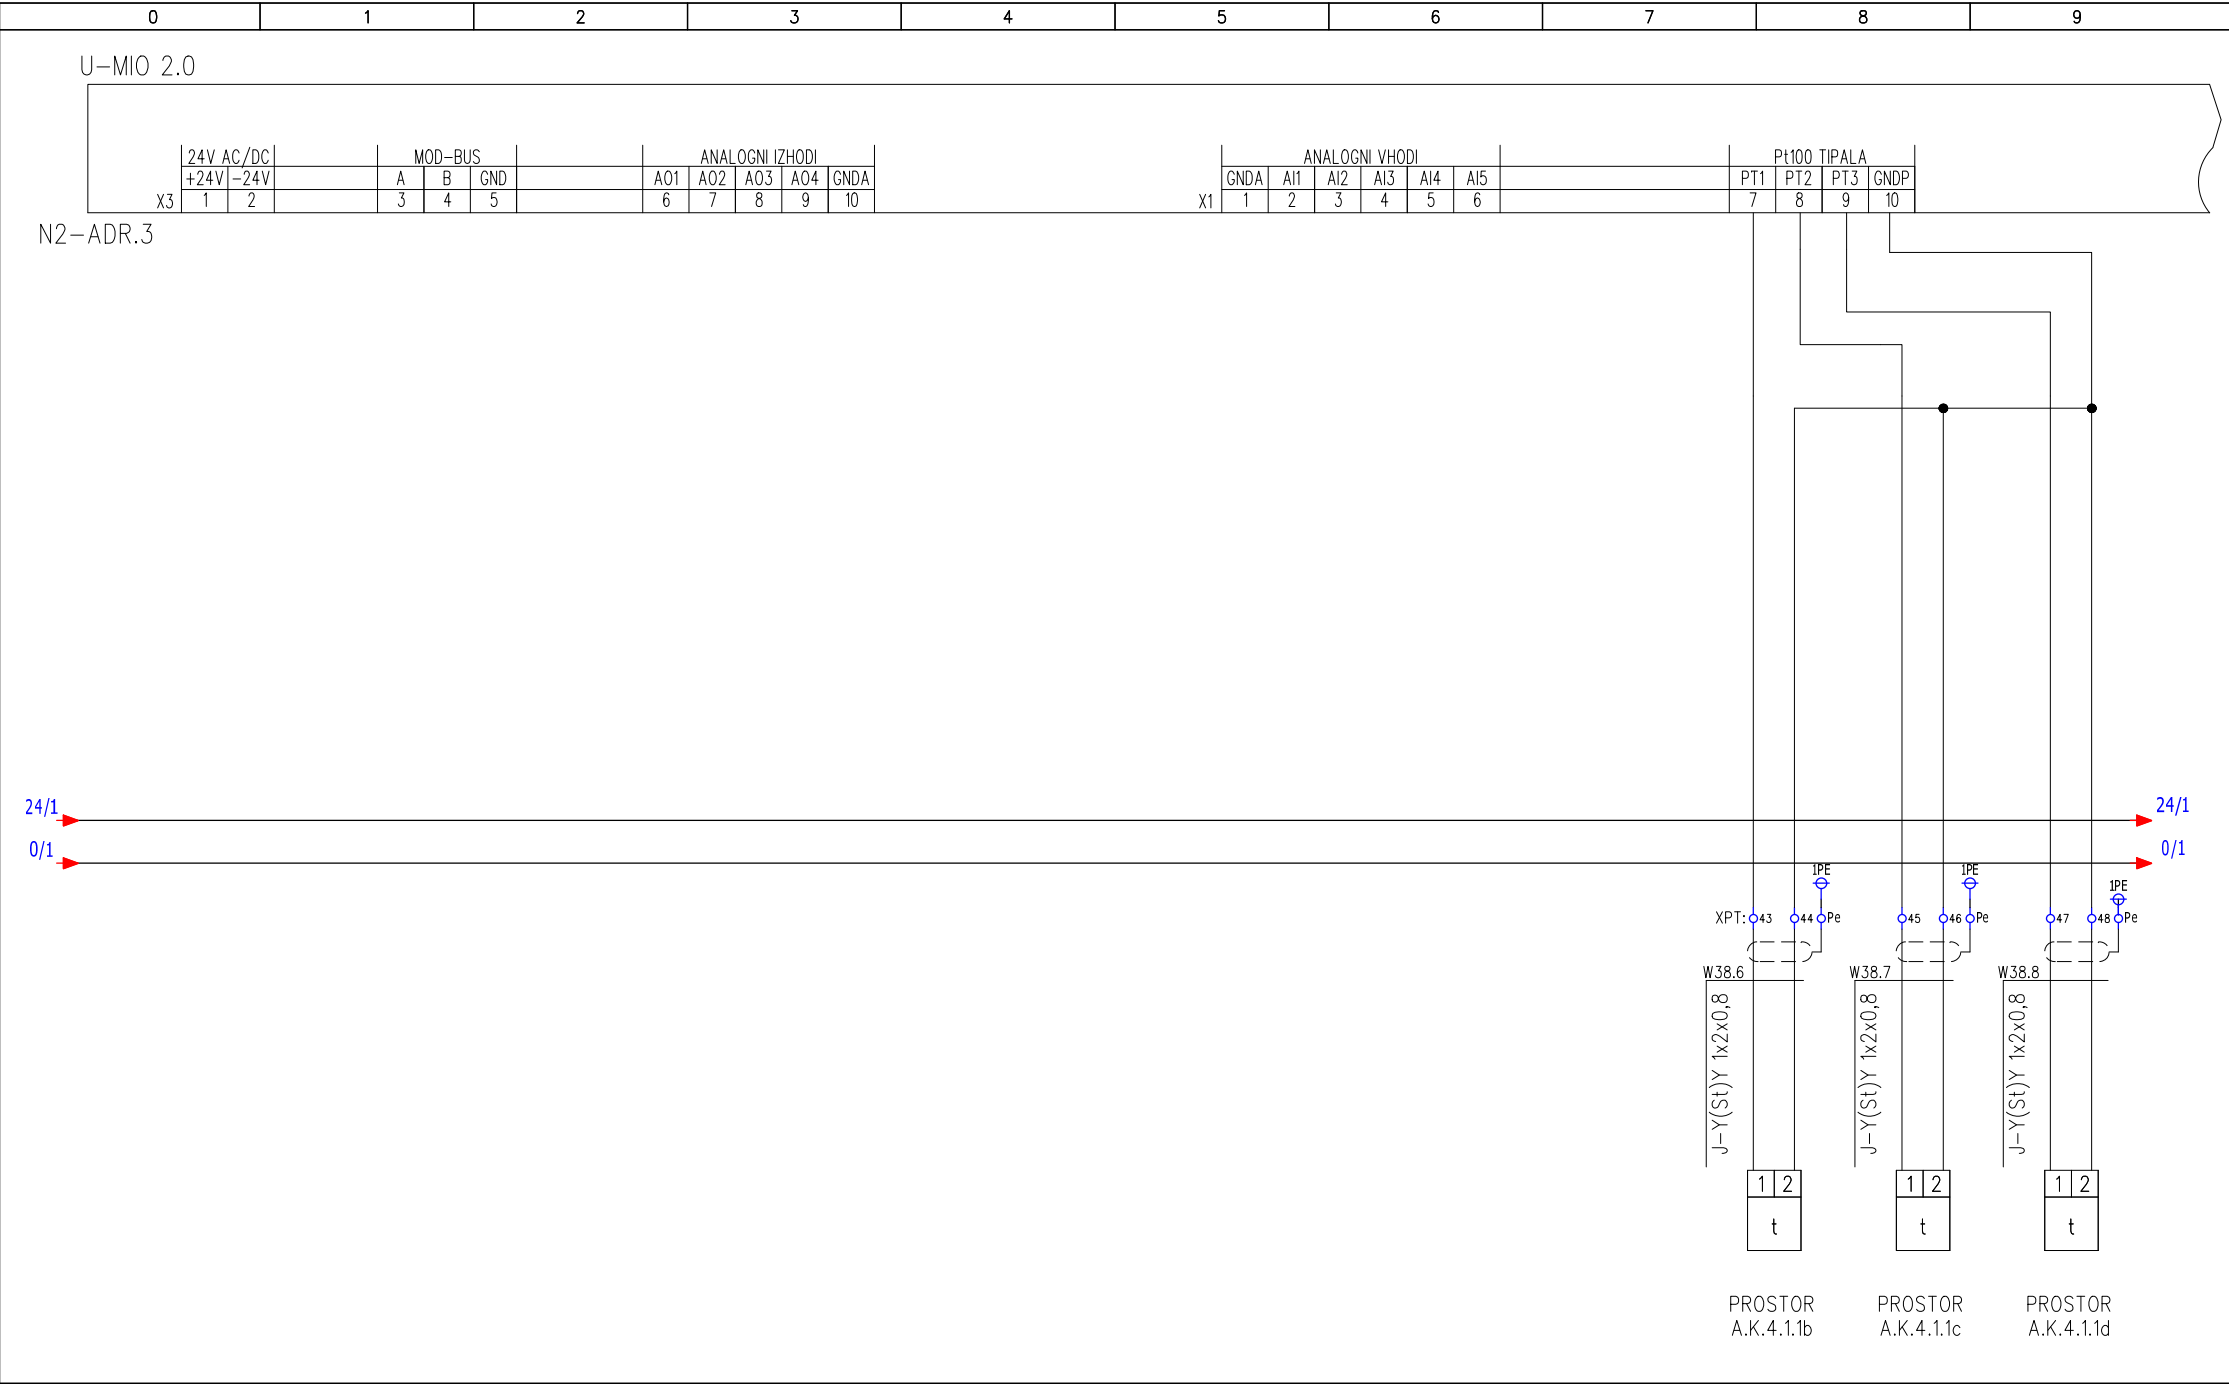 0 1 2 3 4 5 6 7 8 9
U-MIO 2.0
24V AC/DC MOD-BUS ANALOGNI IZHODI ANALOGNI VHODI Pt100 TIPALA
+24V -24V A B GND AO1 AO2 AO3 AO4 GNDA GNDA AI1 AI2 AI3 AI4 AI5 PT1 PT2 PT3 GNDP
X3 1 2 3 4 5 6 7 8 9 10 X1 1 2 3 4 5 6 7 8 9 10
N2-ADR.3
24/1 24/1
0/1 0/1
1PE 1PE 1PE
XPT: 43 44 Pe 45 46 Pe 47 48 Pe
W38.6 W38.7 W38.8
J-Y(St)Y 1x2x0,8 J-Y(St)Y 1x2x0,8 J-Y(St)Y 1x2x0,8
1 2 1 2 1 2
t t t
PROSTOR PROSTOR PROSTOR
A.K.4.1.1b A.K.4.1.1c A.K.4.1.1d